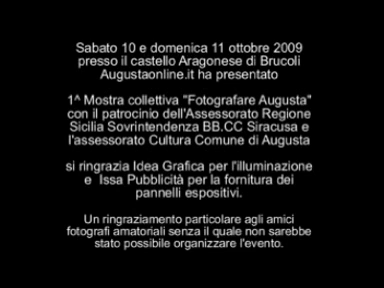 Sabato 10 e domenica 11 ottobre 2009
presso il castello Aragonese di Brucoli
Augustaonline.it ha presentato
1^ Mostra collettiva "Fotografare Augusta"
con il patrocinio dell'Assessorato Regione
Sicilia Sovrintendenza BB.CC Siracusa e
l'assessorato Cultura Comune di Augusta
si ringrazia Idea Grafica per l'illuminazione
e Issa Pubblicità per la fornitura dei
pannelli espositivi.
Un ringraziamento particolare agli amici
fotografi amatoriali senza il quale non sarebbe
stato possibile organizzare l'evento.